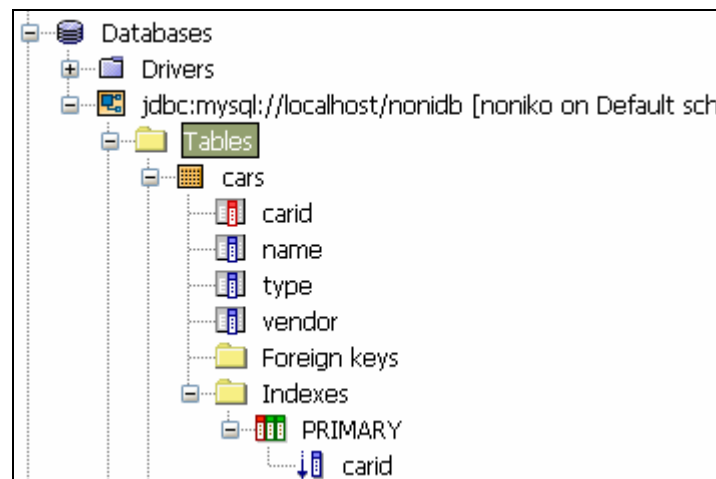 Databases
Drivers
jdbc:mysql://localhost/nonidb [noniko on Default sch
Tables
cars
carid
name
type
vendor
Foreign keys
Indexes
PRIMARY
carid